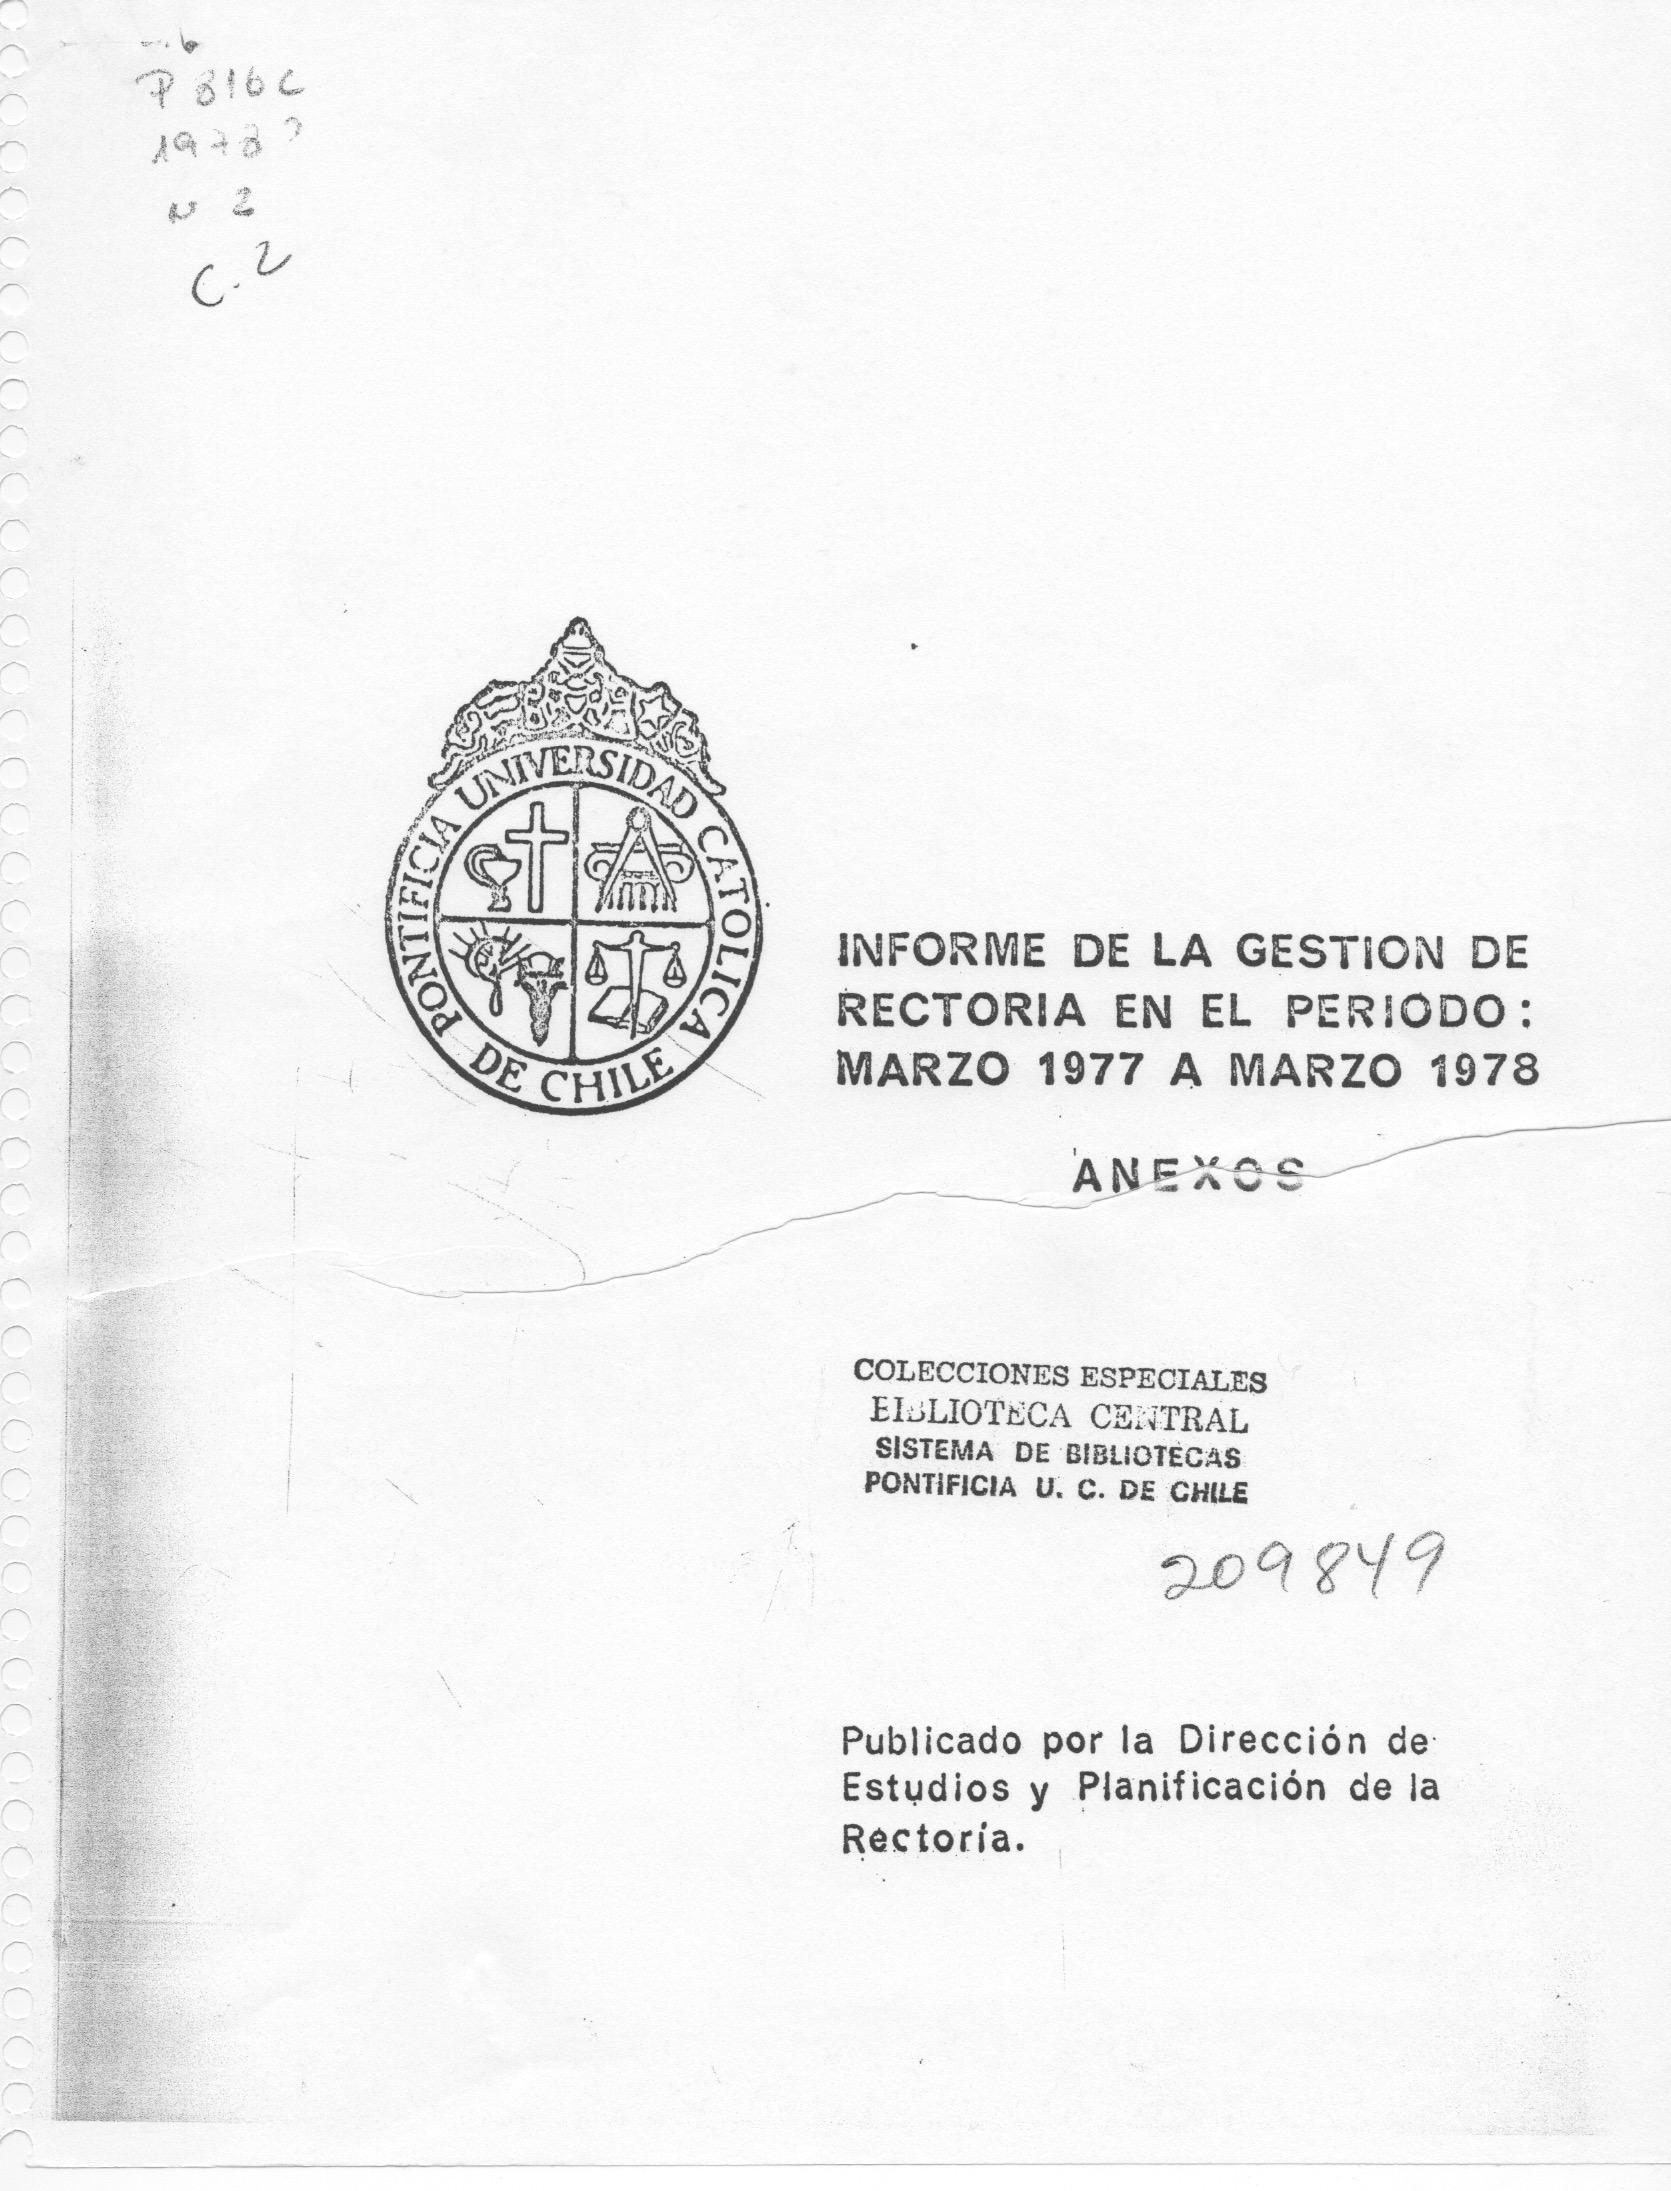 P 816 C
1978?
N 2
C. 2
PONTIFICIA UNIVERSIDAD CATOLICA DE CHILE
INFORME DE LA GESTION DE
RECTORIA EN EL PERIODO:
MARZO 1977 A MARZO 1978
ANEXOS
COLECCIONES ESPECIALES
BIBLIOTECA CENTRAL
SISTEMA DE BIBLIOTECAS
PONTIFICIA U. C. DE CHILE
209849
Publicado por la Dirección de
Estudios y Planificación de la
Rectoría.